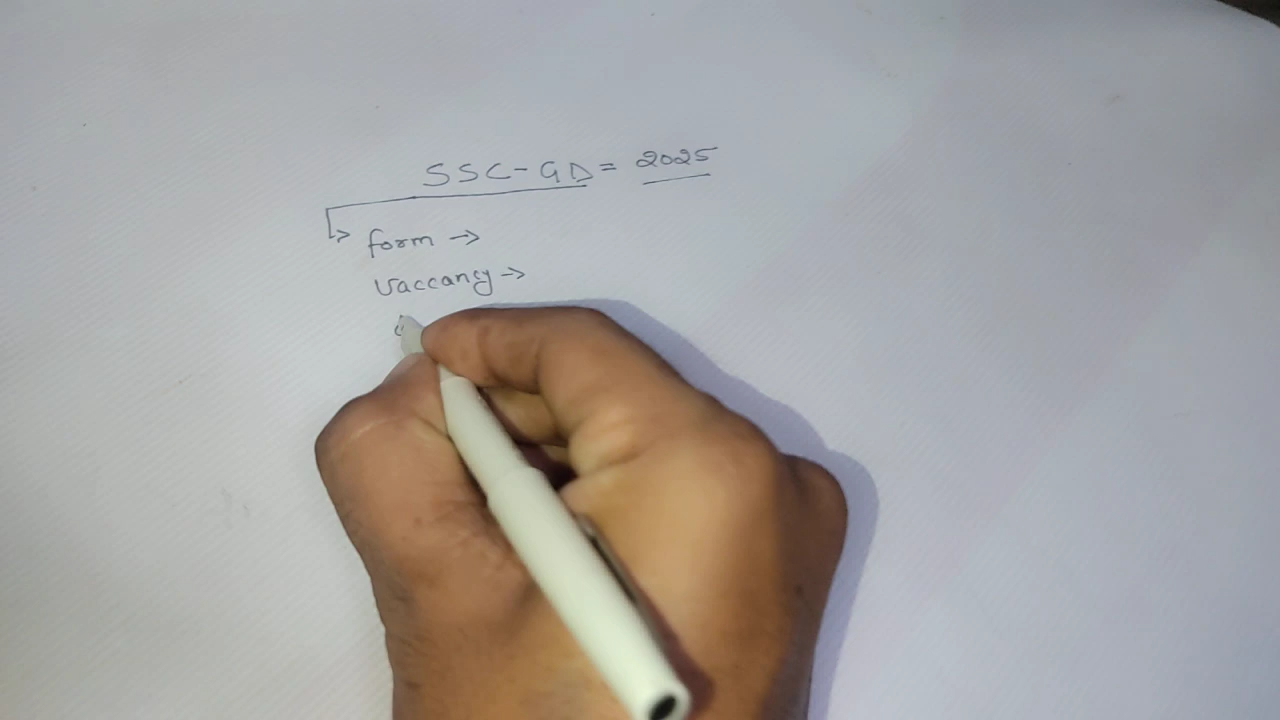 SSC-GD = 2025
form →
Vaccancy →